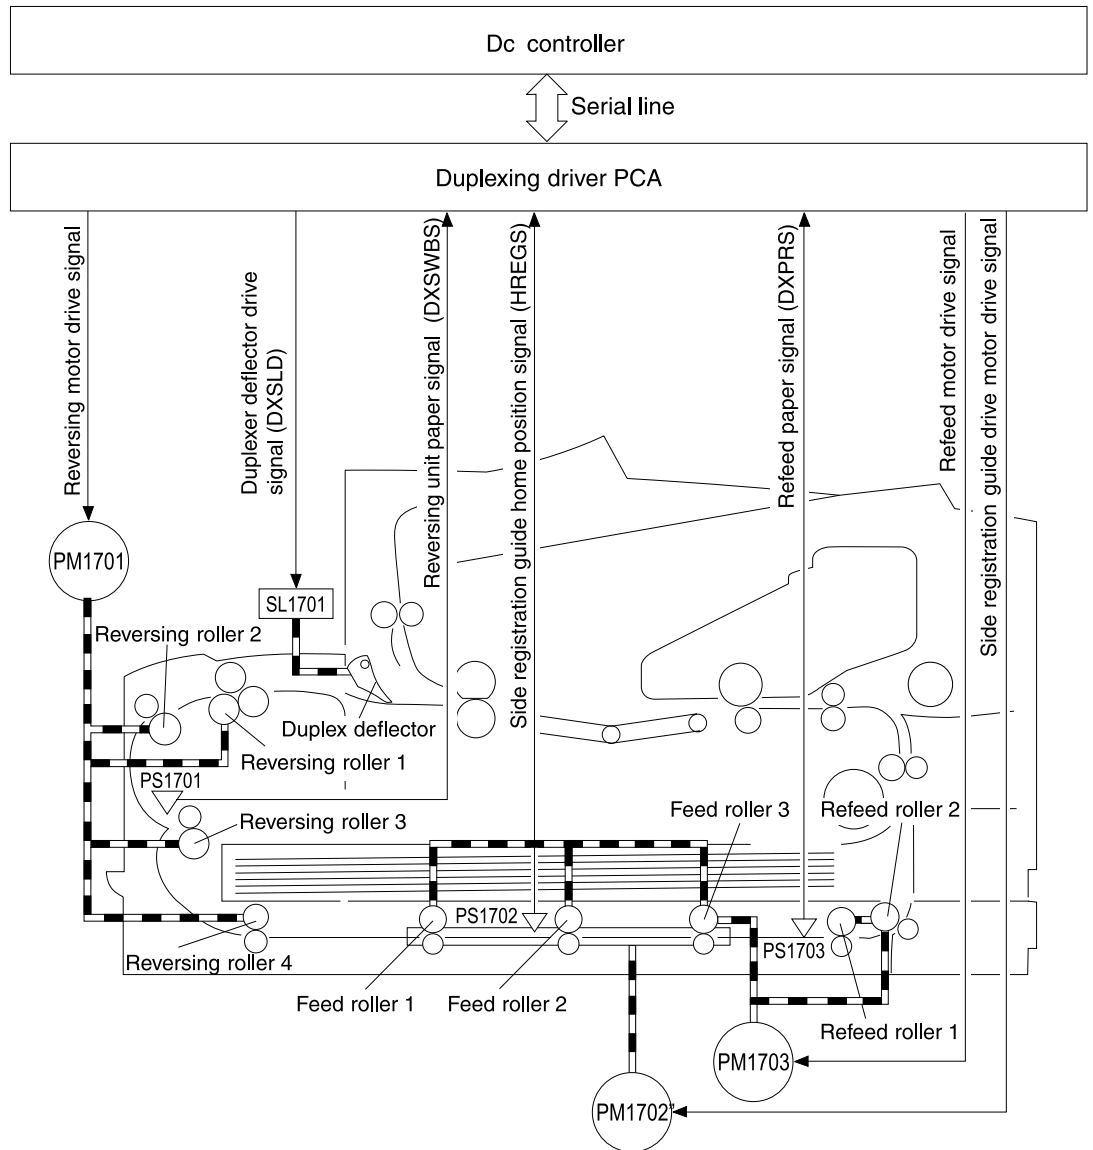 Dc controller
Serial line
Duplexing driver PCA
Reversing motor drive signal
Duplexer deflector drive
signal (DXSLD)
Reversing unit paper signal (DXSWBS)
Side registration guide home position signal (HREGS)
Refeed paper signal (DXPRS)
Refeed motor drive signal
Side registration guide drive motor drive signal
PM1701
SL1701
Reversing roller 2
Duplex deflector
Reversing roller 1
PS1701
Reversing roller 3
Feed roller 3
Refeed roller 2
PS1702
PS1703
Reversing roller 4
Feed roller 1
Feed roller 2
Refeed roller 1
PM1703
PM1702"